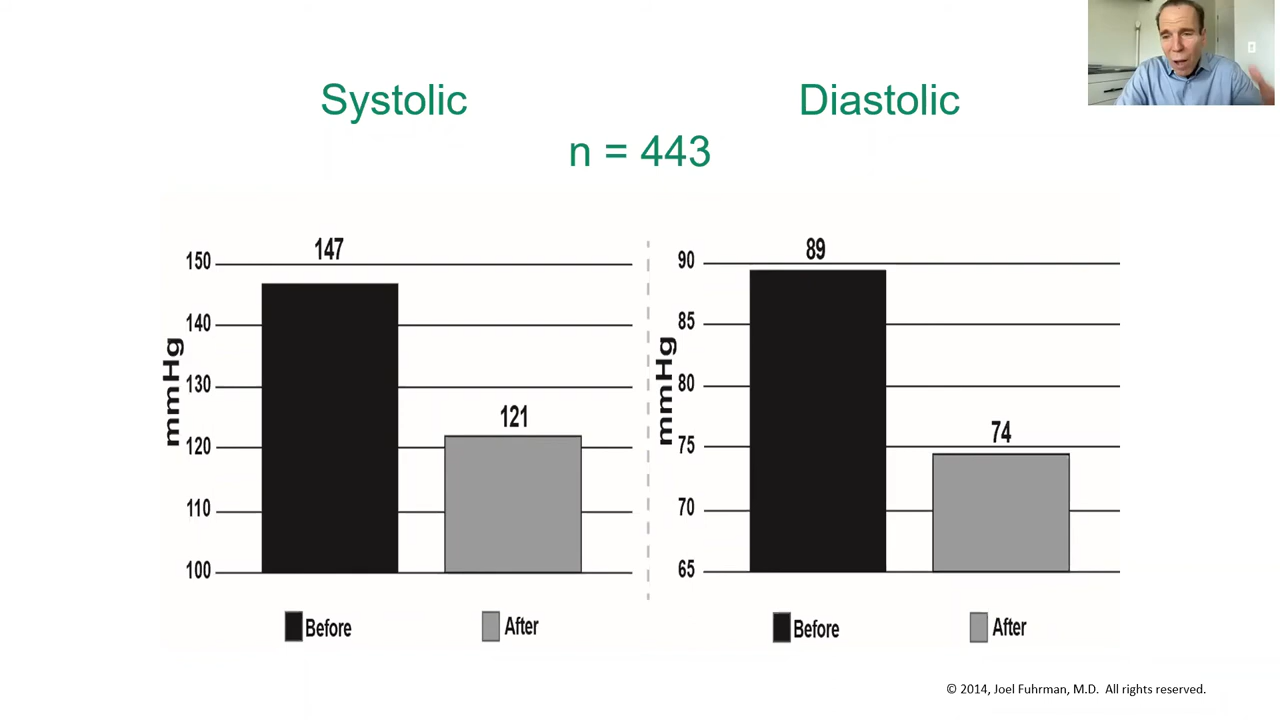 Systolic
Diastolic
n = 443
147
150
140
130
121
120
110
100
mmHg
Before
After
89
90
85
80
74
75
70
65
mmHg
Before
After
© 2014, Joel Fuhrman, M.D. All rights reserved.